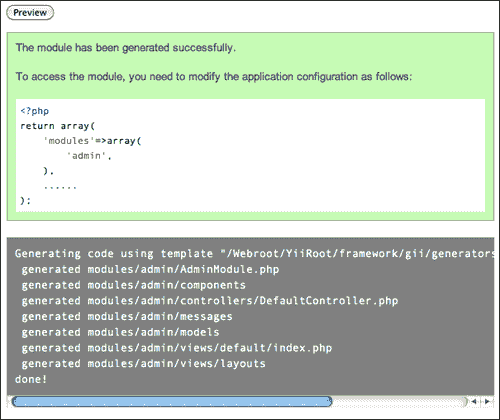 Preview
The module has been generated successfully.
To access the module, you need to modify the application configuration as follows:
<?php
return array(
    'modules'=>array(
        'admin',
    ),
    ......
);
Generating code using template "/Webroot/YiiRoot/framework/gii/generators
 generated modules/admin/AdminModule.php
 generated modules/admin/components
 generated modules/admin/controllers/DefaultController.php
 generated modules/admin/messages
 generated modules/admin/models
 generated modules/admin/views/default/index.php
 generated modules/admin/views/layouts
done!